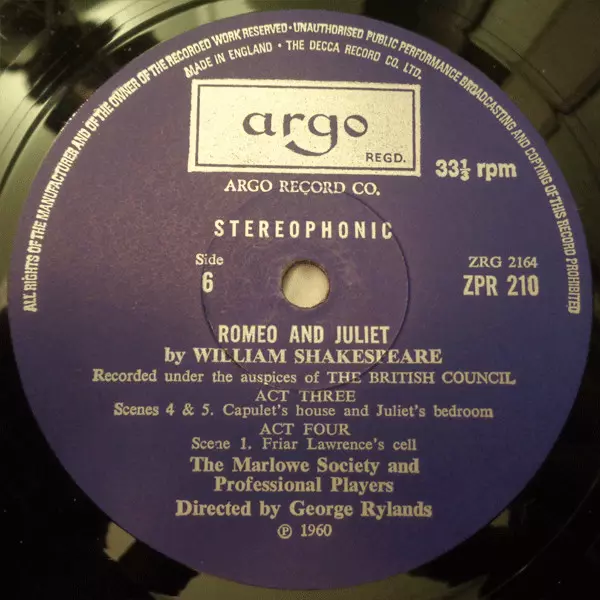 ALL RIGHTS OF THE MANUFACTURER AND OF THE OWNER OF THE RECORDED WORK RESERVED · UNAUTHORISED PUBLIC PERFORMANCE BROADCASTING AND COPYING OF THIS RECORD PROHIBITED
MADE IN ENGLAND · THE DECCA RECORD CO. LTD.
argo
REGD.
33⅓ rpm
ARGO RECORD CO.
STEREOPHONIC
Side
6
ZRG 2164
ZPR 210
ROMEO AND JULIET
by WILLIAM SHAKESPEARE
Recorded under the auspices of THE BRITISH COUNCIL
ACT THREE
Scenes 4 & 5. Capulet's house and Juliet's bedroom
ACT FOUR
Scene 1. Friar Lawrence's cell
The Marlowe Society and
Professional Players
Directed by George Rylands
℗ 1960